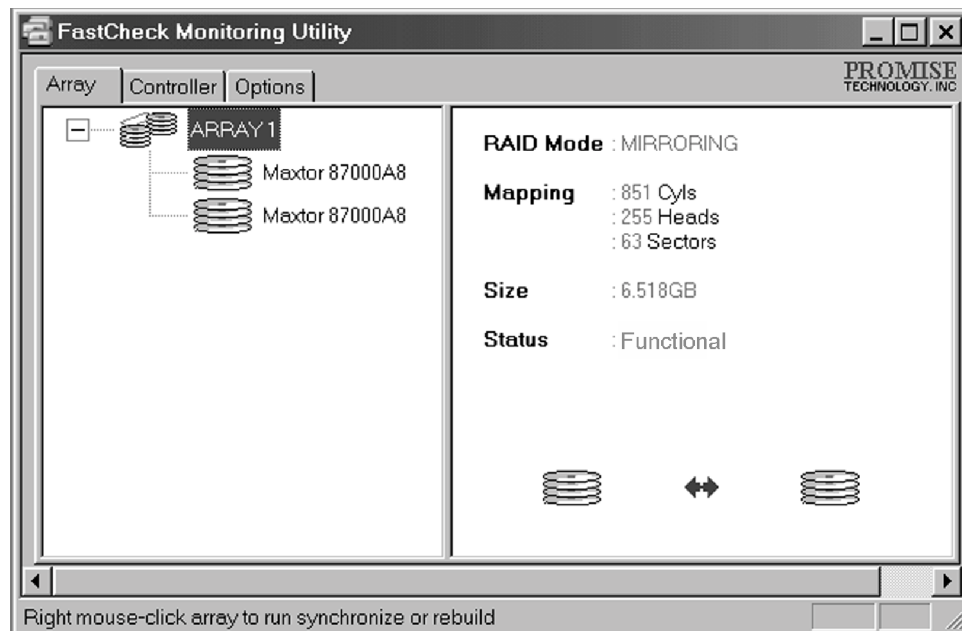 FastCheck Monitoring Utility
Array
Controller
Options
PROMISE
TECHNOLOGY, INC
ARRAY 1
Maxtor 87000A8
Maxtor 87000A8
RAID Mode : MIRRORING
Mapping : 851 Cyls
: 255 Heads
: 63 Sectors
Size : 6.518GB
Status : Functional
Right mouse-click array to run synchronize or rebuild